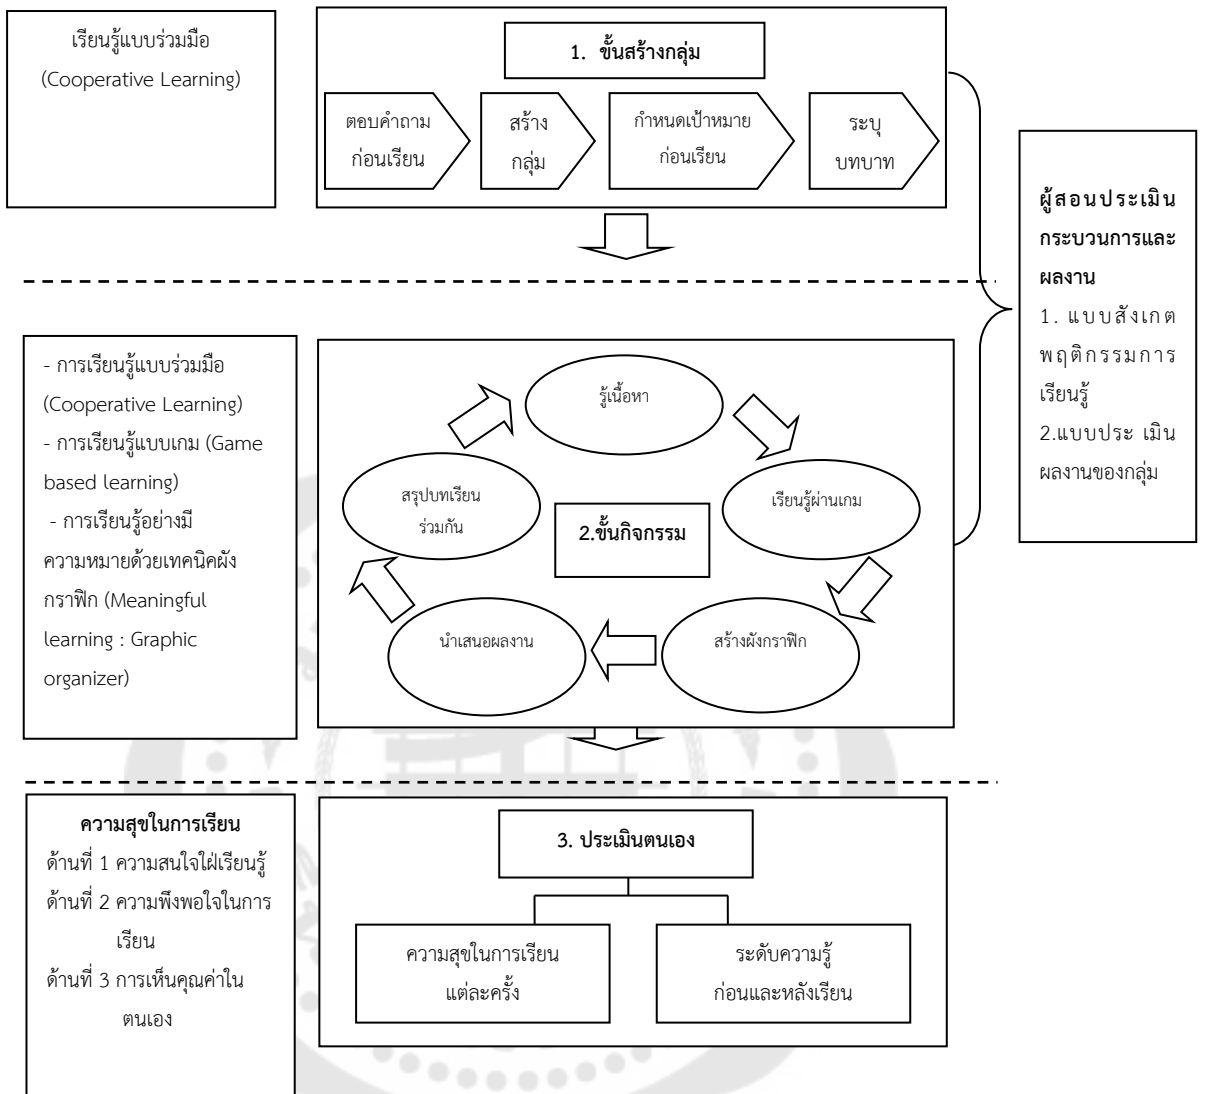 เรียนรู้แบบร่วมมือ
(Cooperative Learning)
1. ขั้นสร้างกลุ่ม
ตอบคำถาม
ก่อนเรียน
สร้าง
กลุ่ม
กำหนดเป้าหมาย
ก่อนเรียน
ระบุ
บทบาท
ผู้สอนประเมิน
กระบวนการและ
ผลงาน
1. แบบสังเกต
พฤติกรรมการ
เรียนรู้
2.แบบประ เมิน
ผลงานของกลุ่ม
- การเรียนรู้แบบร่วมมือ
(Cooperative Learning)
- การเรียนรู้แบบเกม (Game
based learning)
- การเรียนรู้อย่างมี
ความหมายด้วยเทคนิคผัง
กราฟิก (Meaningful
learning : Graphic
organizer)
รู้เนื้อหา
เรียนรู้ผ่านเกม
สร้างผังกราฟิก
นำเสนอผลงาน
สรุปบทเรียน
ร่วมกัน
2.ขั้นกิจกรรม
ความสุขในการเรียน
ด้านที่ 1 ความสนใจใฝ่เรียนรู้
ด้านที่ 2 ความพึงพอใจในการ
เรียน
ด้านที่ 3 การเห็นคุณค่าใน
ตนเอง
3. ประเมินตนเอง
ความสุขในการเรียน
แต่ละครั้ง
ระดับความรู้
ก่อนและหลังเรียน